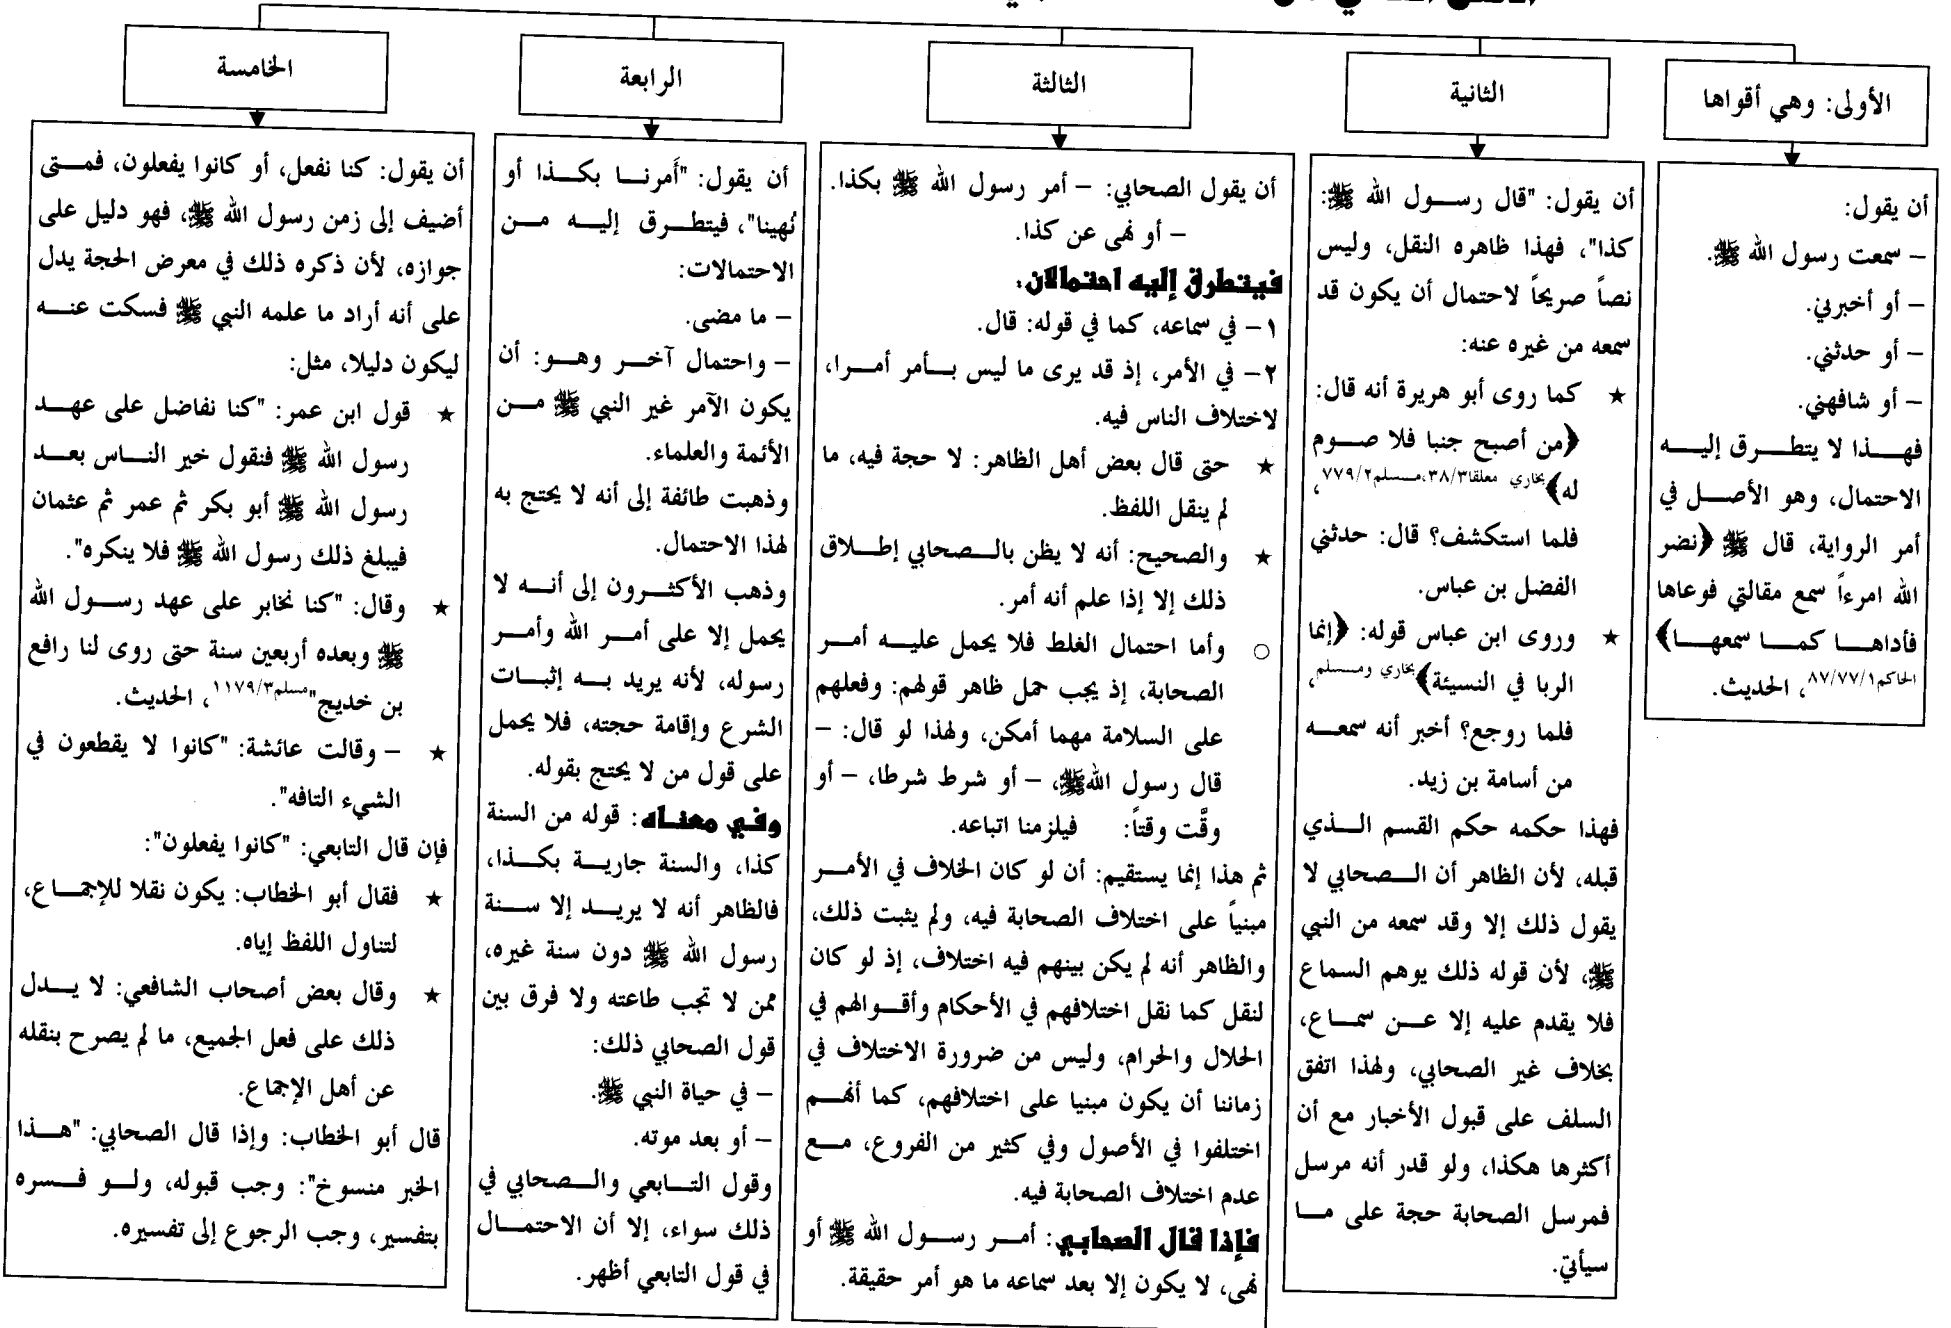 الأولى: وهي أقواها
أن يقول:
– سمعت رسول الله ﷺ.
– أو أخبرني.
– أو حدثني.
– أو شافهني.
فهذا لا يتطرق إليه
الاحتمال، وهو الأصل في
أمر الرواية، قال ﷺ ﴿نضر
الله امرءاً سمع مقالتي فوعاها
فأداها كما سمعها﴾
الحاكم٨٧/٧٧/١، الحديث.
الثانية
أن يقول: "قال رسول الله ﷺ:
كذا"، فهذا ظاهره النقل، وليس
نصاً صريحاً لاحتمال أن يكون قد
سمعه من غيره عنه:
★ كما روى أبو هريرة أنه قال:
﴿من أصبح جنبا فلا صوم
له﴾بخاري معلقا٣٨/٣،مسلم٧٧٩/٢،
فلما استكشف؟ قال: حدثني
الفضل بن عباس.
★ وروى ابن عباس قوله: ﴿إنما
الربا في النسيئة﴾بخاري ومسلم،
فلما روجع؟ أخبر أنه سمعه
من أسامة بن زيد.
فهذا حكمه حكم القسم الذي
قبله، لأن الظاهر أن الصحابي لا
يقول ذلك إلا وقد سمعه من النبي
ﷺ، لأن قوله ذلك يوهم السماع
فلا يقدم عليه إلا عن سماع،
بخلاف غير الصحابي، ولهذا اتفق
السلف على قبول الأخبار مع أن
أكثرها هكذا، ولو قدر أنه مرسل
فمرسل الصحابة حجة على ما
سيأتي.
الثالثة
أن يقول الصحابي: – أمر رسول الله ﷺ بكذا.
– أو نهى عن كذا.
فيتطرق إليه احتمالان:
١– في سماعه، كما في قوله: قال.
٢– في الأمر، إذ قد يرى ما ليس بأمر أمرا،
لاختلاف الناس فيه.
★ حتى قال بعض أهل الظاهر: لا حجة فيه، ما
لم ينقل اللفظ.
★ والصحيح: أنه لا يظن بالصحابي إطلاق
ذلك إلا إذا علم أنه أمر.
○ وأما احتمال الغلط فلا يحمل عليه أمر
الصحابة، إذ يجب حمل ظاهر قولهم: وفعلهم
على السلامة مهما أمكن، ولهذا لو قال: –
قال رسول اللهﷺ، – أو شرط شرطا، – أو
وقَّت وقتاً: فيلزمنا اتباعه.
ثم هذا إنما يستقيم: أن لو كان الخلاف في الأمر
مبنياً على اختلاف الصحابة فيه، ولم يثبت ذلك،
والظاهر أنه لم يكن بينهم فيه اختلاف، إذ لو كان
لنقل كما نقل اختلافهم في الأحكام وأقوالهم في
الحلال والحرام، وليس من ضرورة الاختلاف في
زماننا أن يكون مبنيا على اختلافهم، كما أنهم
اختلفوا في الأصول وفي كثير من الفروع، مع
عدم اختلاف الصحابة فيه.
فإذا قال الصحابي: أمر رسول الله ﷺ أو
نهى، لا يكون إلا بعد سماعه ما هو أمر حقيقة.
الرابعة
أن يقول: "أَمرنا بكذا أو
نُهينا"، فيتطرق إليه من
الاحتمالات:
– ما مضى.
– واحتمال آخر وهو: أن
يكون الآمر غير النبي ﷺ من
الأئمة والعلماء.
وذهبت طائفة إلى أنه لا يحتج به
لهذا الاحتمال.
وذهب الأكثرون إلى أنه لا
يحمل إلا على أمر الله وأمر
رسوله، لأنه يريد به إثبات
الشرع وإقامة حجته، فلا يحمل
على قول من لا يحتج بقوله.
وفي معناه: قوله من السنة
كذا، والسنة جارية بكذا،
فالظاهر أنه لا يريد إلا سنة
رسول الله ﷺ دون سنة غيره،
ممن لا تجب طاعته ولا فرق بين
قول الصحابي ذلك:
– في حياة النبي ﷺ.
– أو بعد موته.
وقول التابعي والصحابي في
ذلك سواء، إلا أن الاحتمال
في قول التابعي أظهر.
الخامسة
أن يقول: كنا نفعل، أو كانوا يفعلون، فمتى
أضيف إلى زمن رسول الله ﷺ، فهو دليل على
جوازه، لأن ذكره ذلك في معرض الحجة يدل
على أنه أراد ما علمه النبي ﷺ فسكت عنه
ليكون دليلا، مثل:
★ قول ابن عمر: "كنا نفاضل على عهد
رسول الله ﷺ فنقول خير الناس بعد
رسول الله ﷺ أبو بكر ثم عمر ثم عثمان
فيبلغ ذلك رسول الله ﷺ فلا ينكره".
★ وقال: "كنا نخابر على عهد رسول الله
ﷺ وبعده أربعين سنة حتى روى لنا رافع
بن خديج"مسلم١١٧٩/٣، الحديث.
★ – وقالت عائشة: "كانوا لا يقطعون في
الشيء التافه".
فإن قال التابعي: "كانوا يفعلون":
★ فقال أبو الخطاب: يكون نقلا للإجماع،
لتناول اللفظ إياه.
★ وقال بعض أصحاب الشافعي: لا يدل
ذلك على فعل الجميع، ما لم يصرح بنقله
عن أهل الإجماع.
قال أبو الخطاب: وإذا قال الصحابي: "هذا
الخبر منسوخ": وجب قبوله، ولو فسره
بتفسير، وجب الرجوع إلى تفسيره.